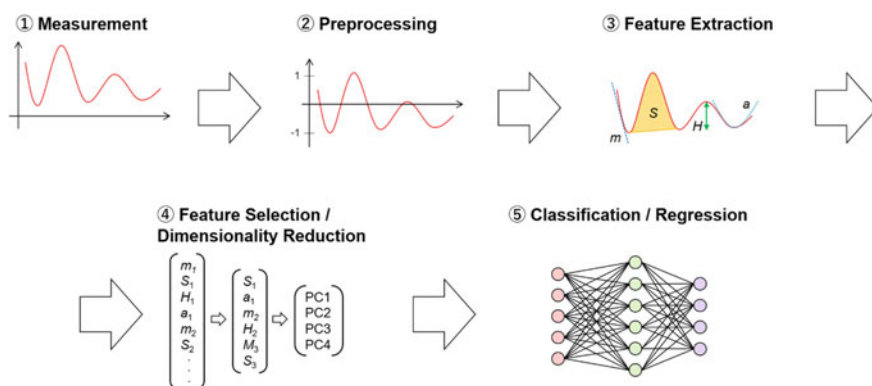 ① Measurement
② Preprocessing
③ Feature Extraction
1
-1
m
S
H
a
④ Feature Selection /
Dimensionality Reduction
m1
S1
H1
a1
m2
S2
.
.
.
S1
a1
m2
H2
M3
S3
PC1
PC2
PC3
PC4
⑤ Classification / Regression